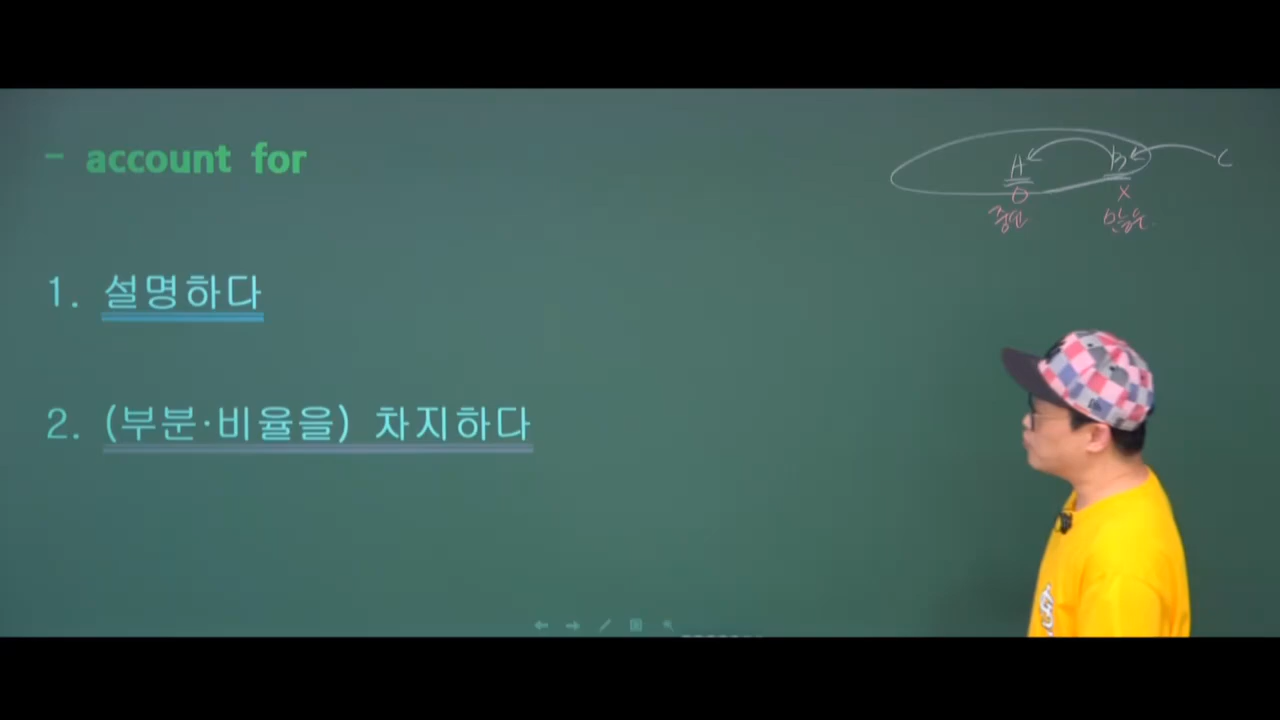 - account for
A B C
O X
1. 설명하다
2. (부분·비율을) 차지하다